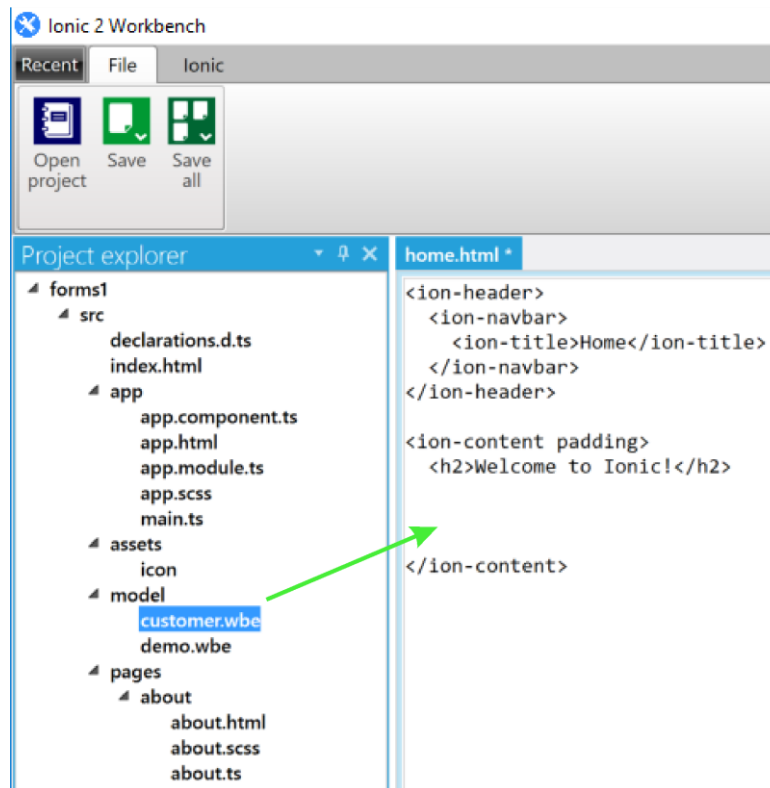 Ionic 2 Workbench
Recent File Ionic
Open project Save Save all
Project explorer
forms1
src
declarations.d.ts
index.html
app
app.component.ts
app.html
app.module.ts
app.scss
main.ts
assets
icon
model
customer.wbe
demo.wbe
pages
about
about.html
about.scss
about.ts
home.html *
<ion-header>
  <ion-navbar>
    <ion-title>Home</ion-title>
  </ion-navbar>
</ion-header>
<ion-content padding>
  <h2>Welcome to Ionic!</h2>
</ion-content>